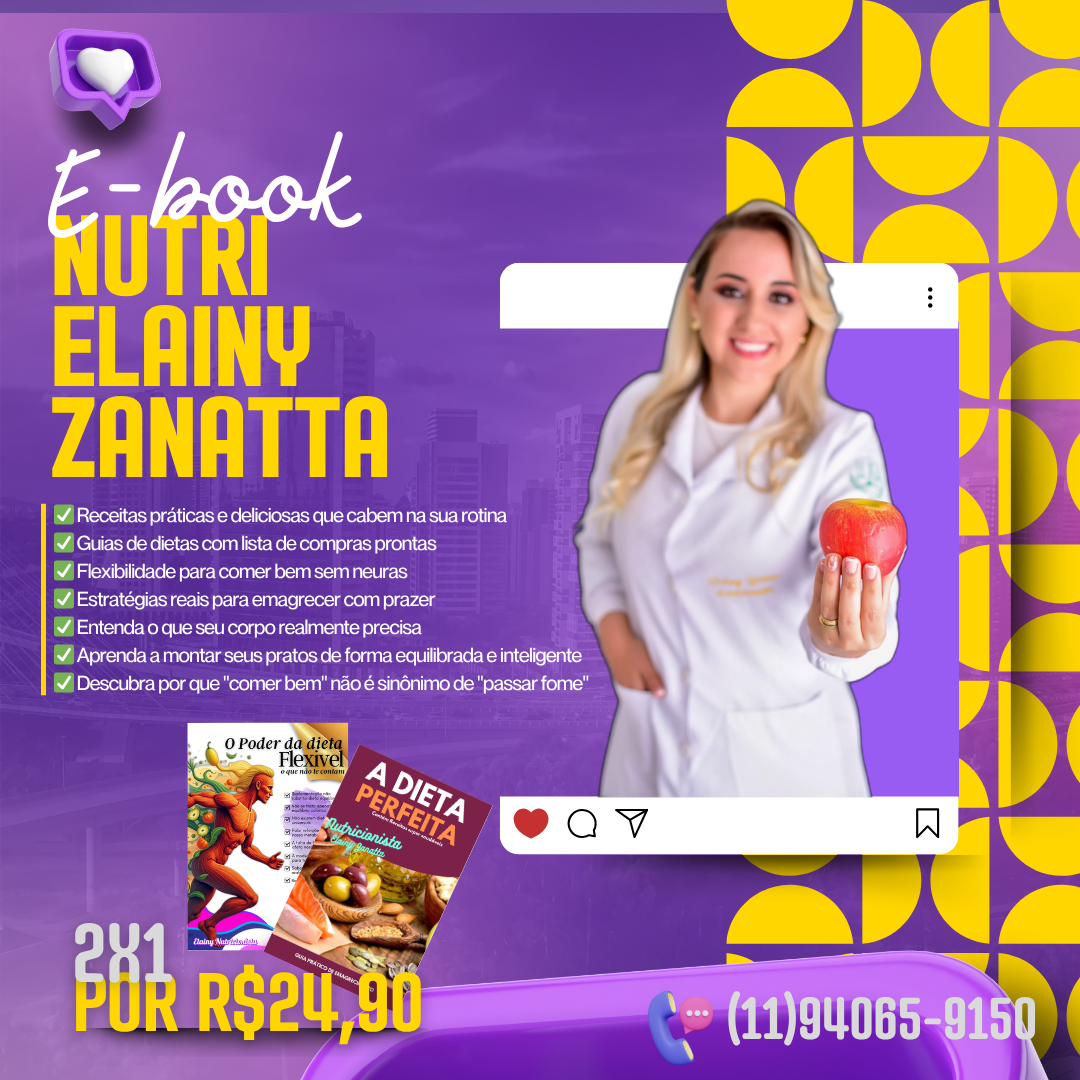 E-book
NUTRI
ELAINY
ZANATTA
✅ Receitas práticas e deliciosas que cabem na sua rotina
✅ Guias de dietas com lista de compras prontas
✅ Flexibilidade para comer bem sem neuras
✅ Estratégias reais para emagrecer com prazer
✅ Entenda o que seu corpo realmente precisa
✅ Aprenda a montar seus pratos de forma equilibrada e inteligente
✅ Descubra por que "comer bem" não é sinônimo de "passar fome"
O Poder da dieta
Flexível
o que não te contam
A DIETA
PERFEITA
Nutricionista
Elainy Zanatta
2X1
POR R$24,90
(11)94065-9150